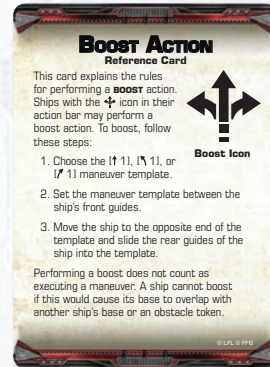 BOOST ACTION
Reference Card
This card explains the rules
for performing a BOOST action.
Ships with the icon in their
action bar may perform a
boost action. To boost, follow
these steps:
Boost Icon
1. Choose the [↑ 1], [↖ 1], or
[↗ 1] maneuver template.
2. Set the maneuver template between the
ship's front guides.
3. Move the ship to the opposite end of the
template and slide the rear guides of the
ship into the template.
Performing a boost does not count as
executing a maneuver. A ship cannot boost
if this would cause its base to overlap with
another ship's base or an obstacle token.
© LFL © FFG